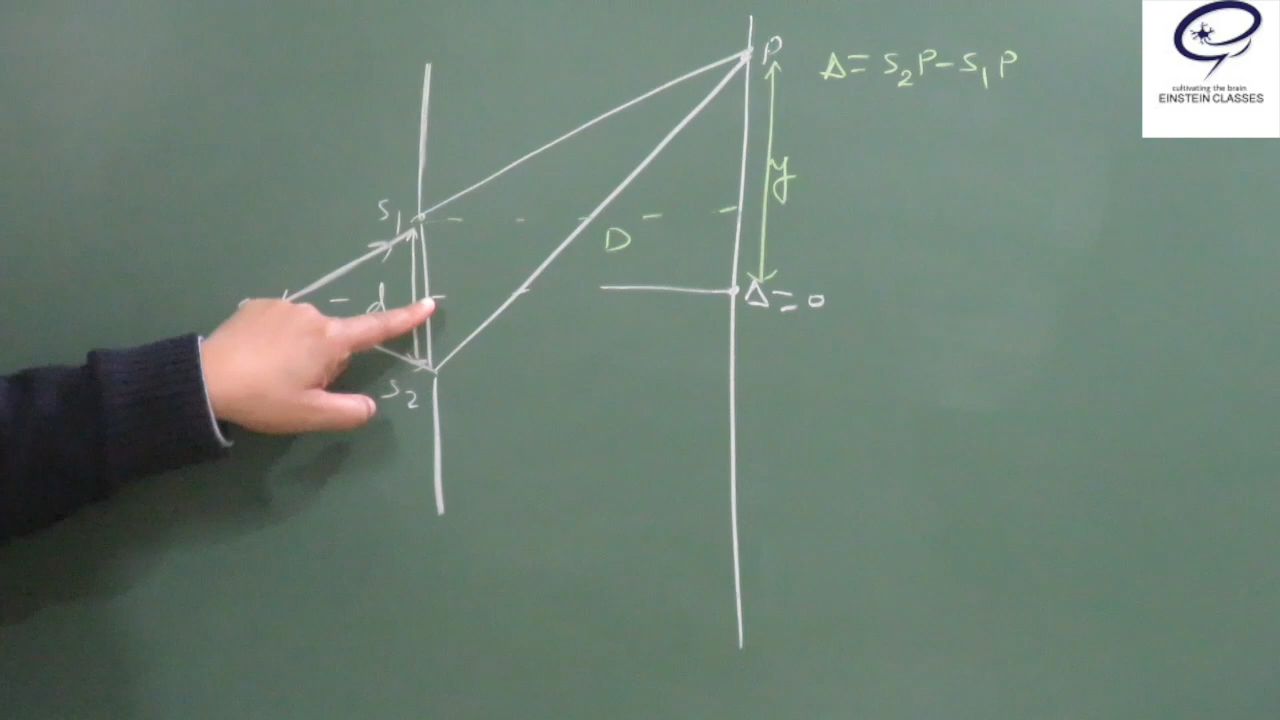 P
Δ = S₂P - S₁P
cultivating the brain
EINSTEIN CLASSES
y
S₁
D
d
Δ = 0
S₂